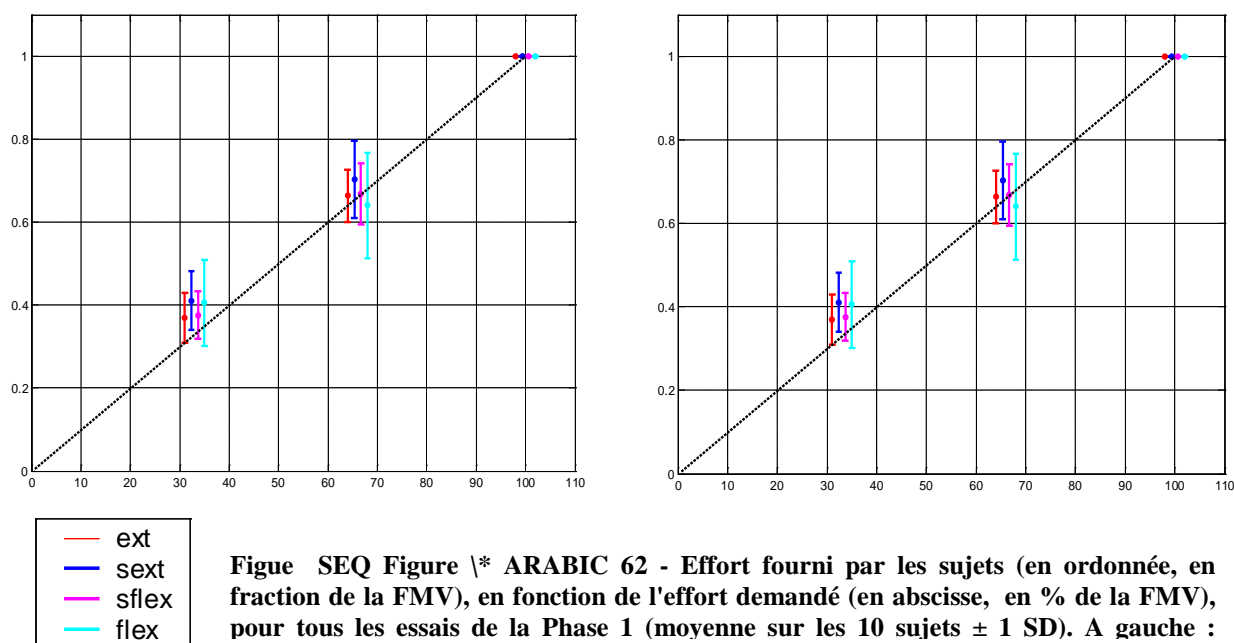 1
1
0.8
0.8
0.6
0.6
0.4
0.4
0.2
0.2
0
0
0 10 20 30 40 50 60 70 80 90 100 110
0 10 20 30 40 50 60 70 80 90 100 110
ext
sext
sflex
flex
Figue SEQ Figure \* ARABIC 62 - Effort fourni par les sujets (en ordonnée, en
fraction de la FMV), en fonction de l'effort demandé (en abscisse, en % de la FMV),
pour tous les essais de la Phase 1 (moyenne sur les 10 sujets ± 1 SD). A gauche :